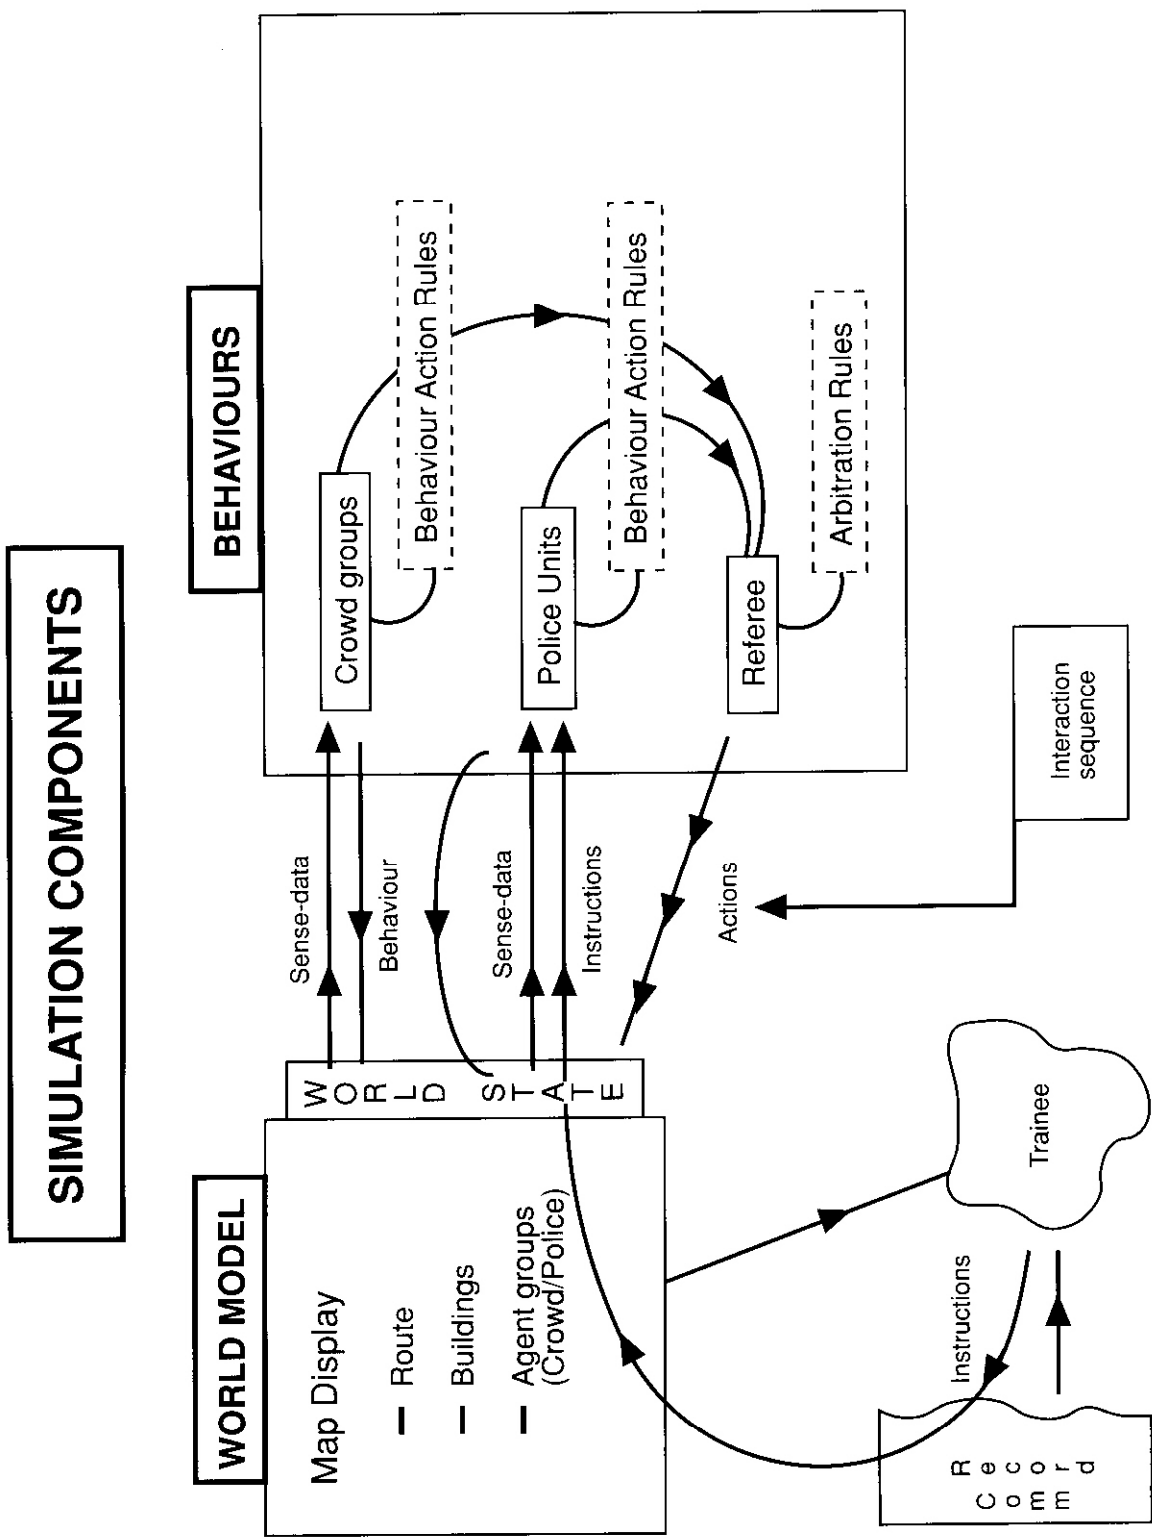 SIMULATION COMPONENTS
WORLD MODEL
BEHAVIOURS
Map Display
Route
Buildings
Agent groups
(Crowd/Police)
WORLD STATE
Sense-data
Behaviour
Sense-data
Instructions
Actions
Crowd groups
Behaviour Action Rules
Police Units
Behaviour Action Rules
Referee
Arbitration Rules
Comm
Record
Instructions
Trainee
Interaction
sequence